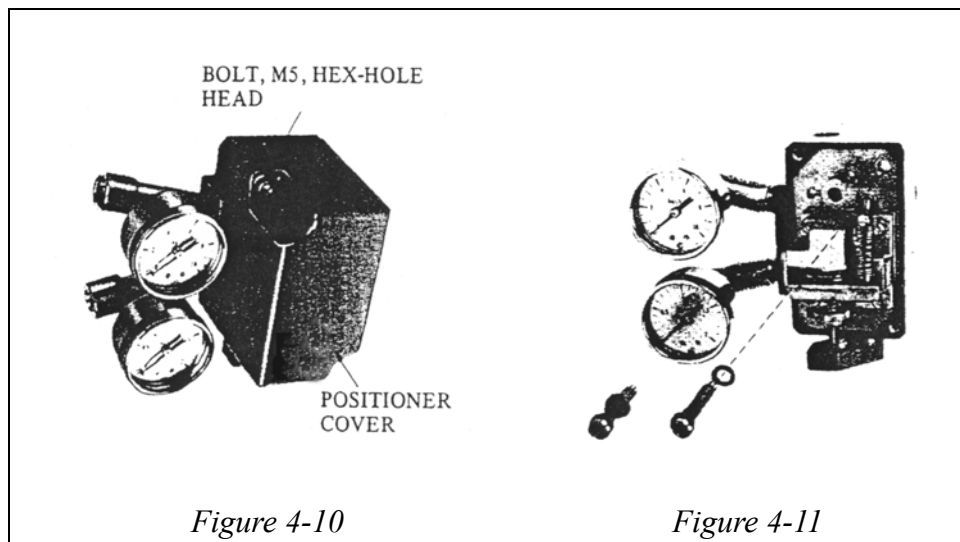 BOLT, M5, HEX-HOLE
HEAD
POSITIONER
COVER
Figure 4-10
Figure 4-11